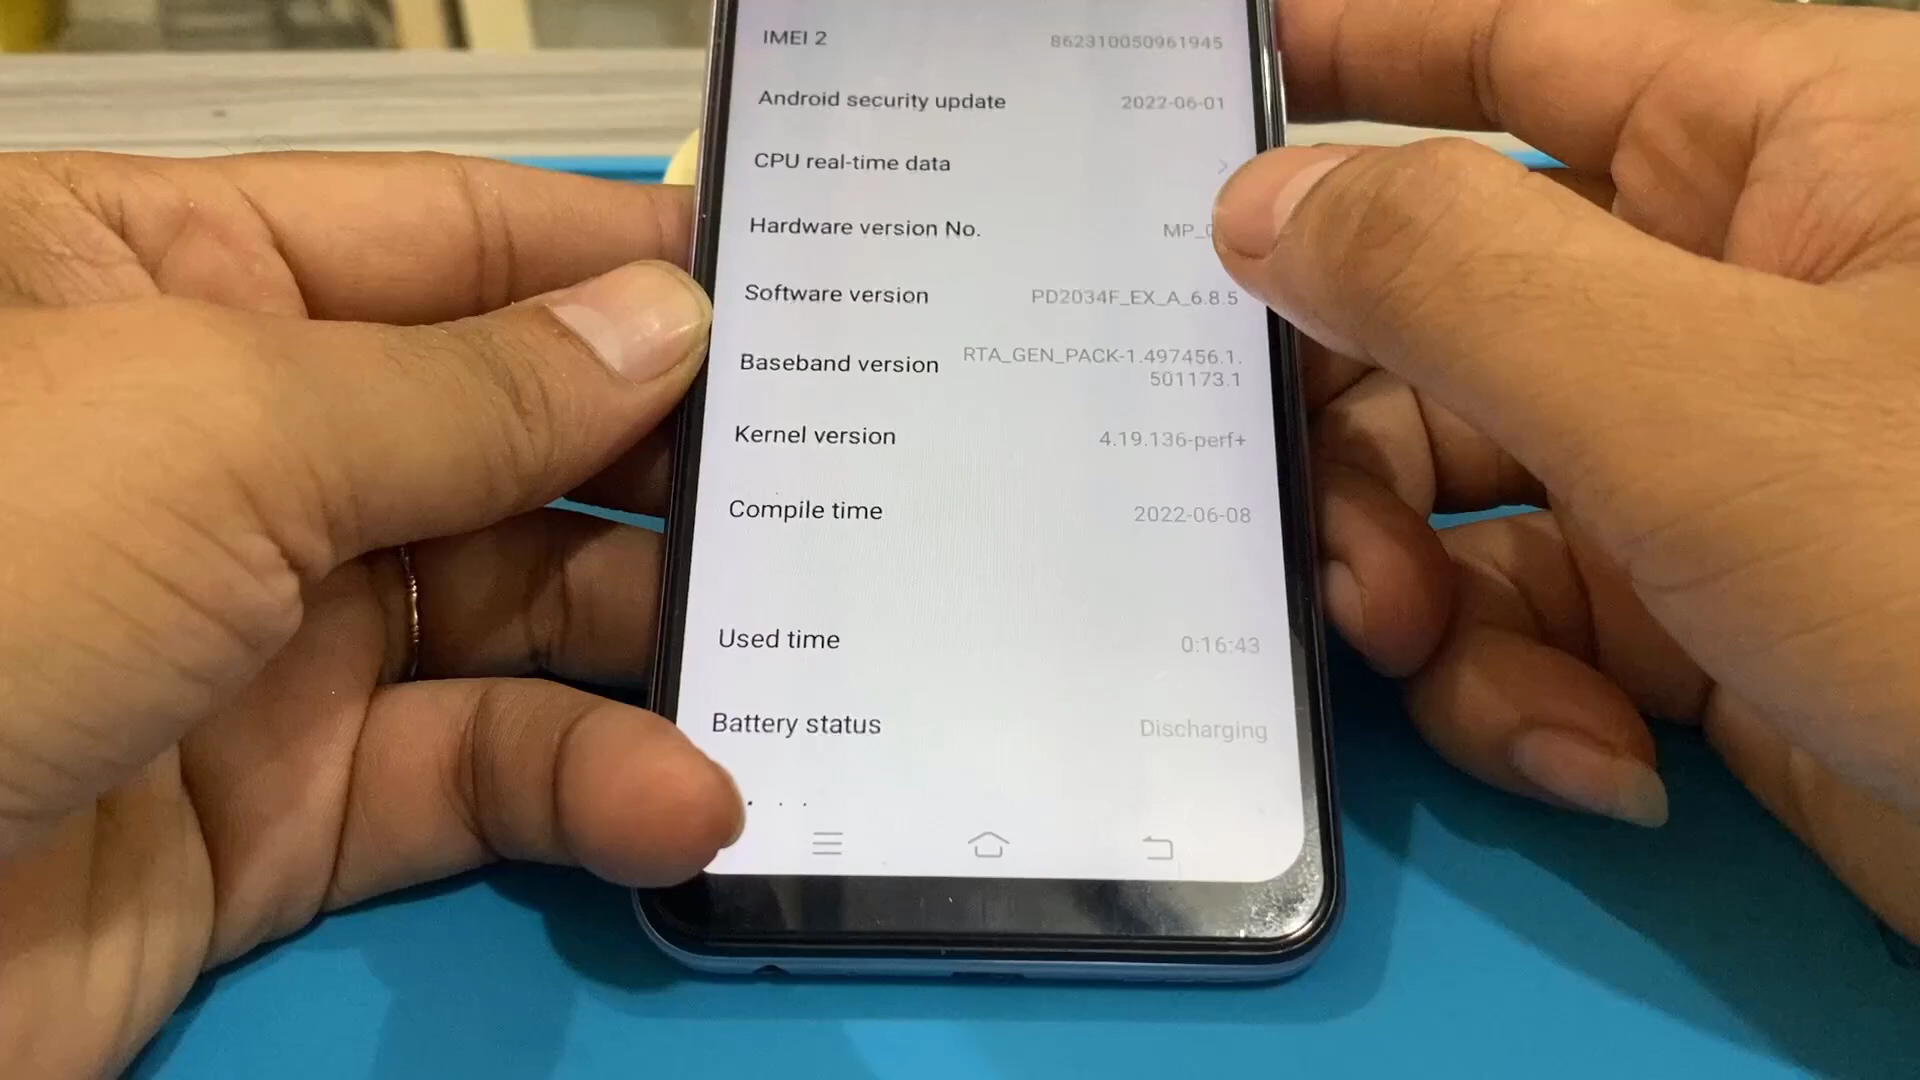 IMEI 2 862310050961945
Android security update 2022-06-01
CPU real-time data
Hardware version No. MP_0
Software version PD2034F_EX_A_6.8.5
Baseband version RTA_GEN_PACK-1.497456.1.
501173.1
Kernel version 4.19.136-perf+
Compile time 2022-06-08
Used time 0:16:43
Battery status Discharging